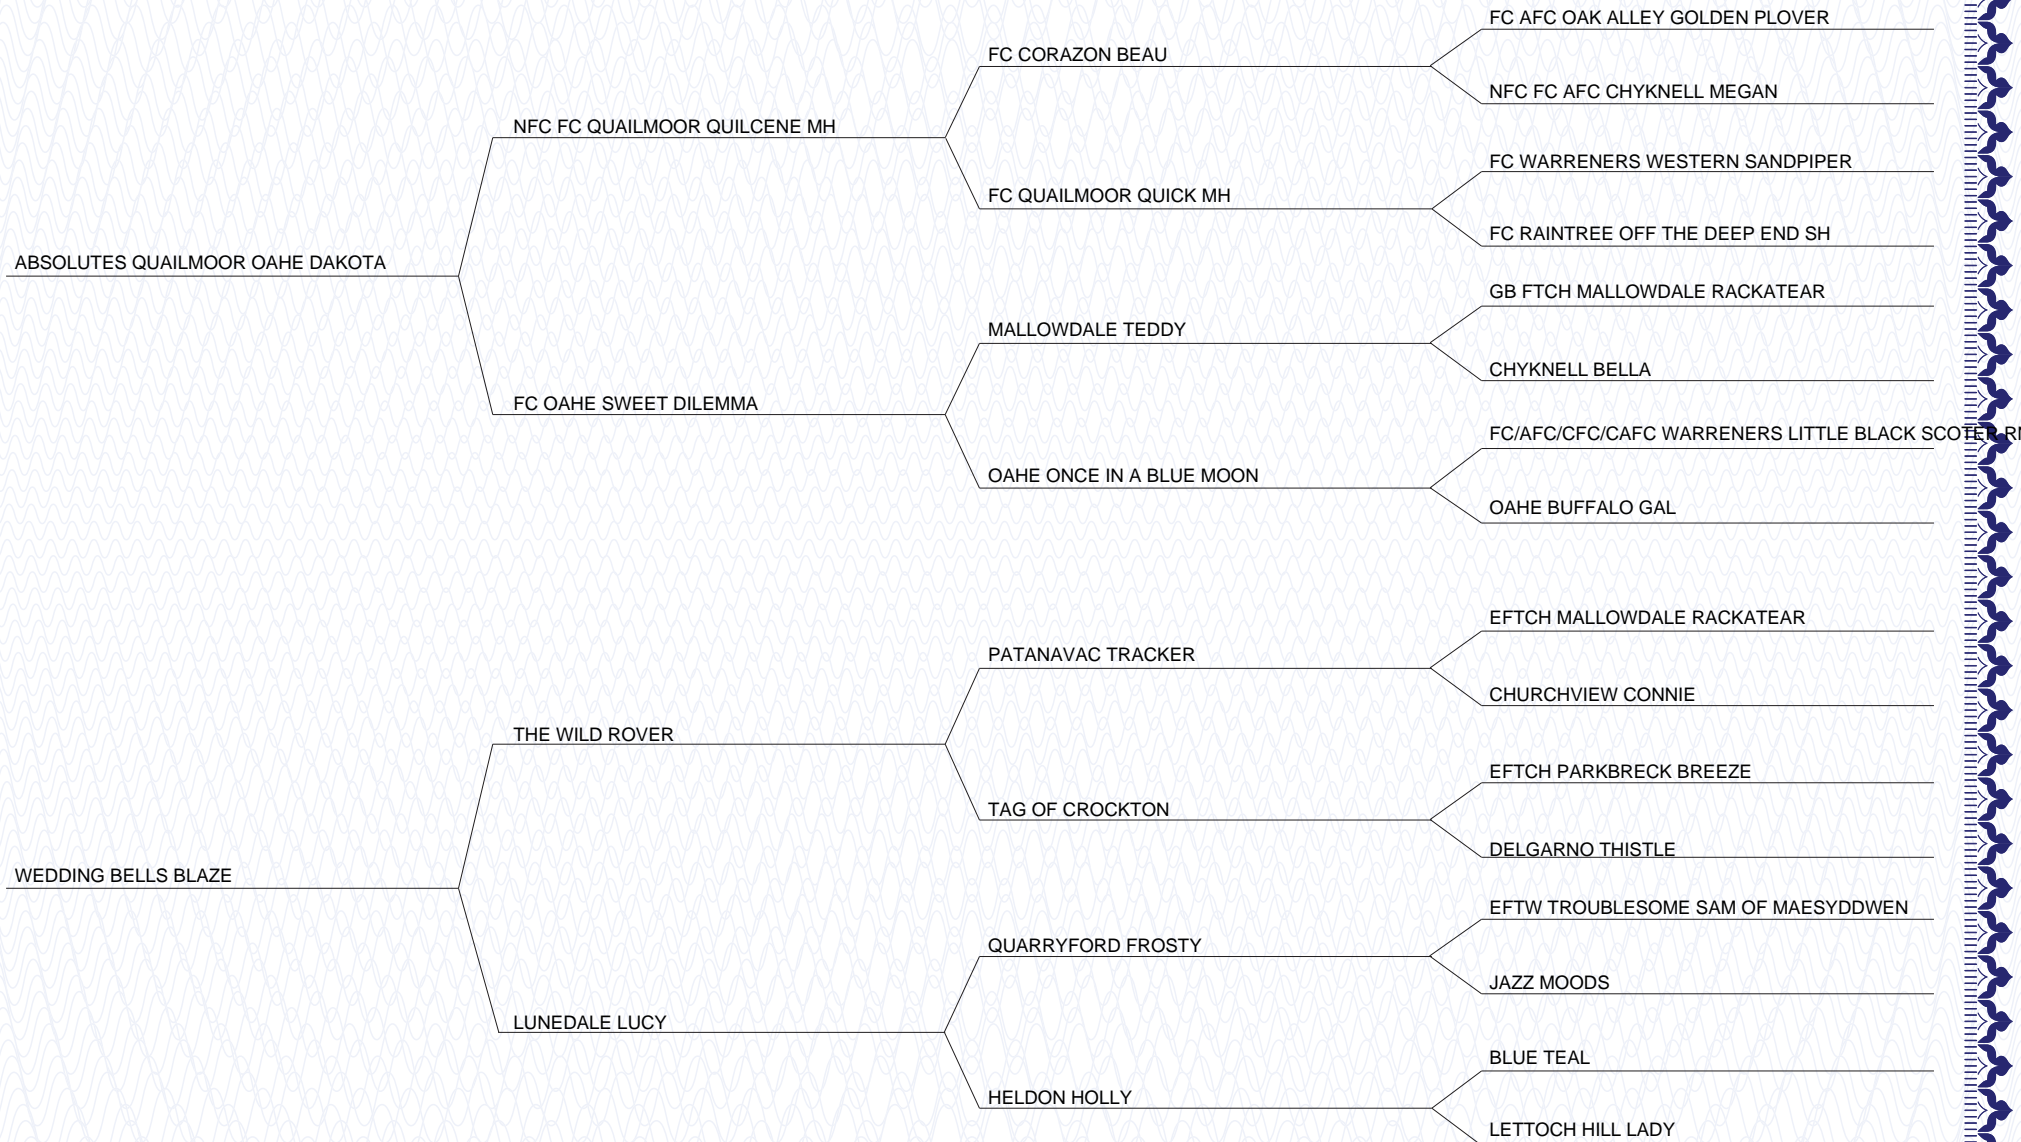 FC AFC OAK ALLEY GOLDEN PLOVER
FC CORAZON BEAU
NFC FC AFC CHYKNELL MEGAN
NFC FC QUAILMOOR QUILCENE MH
FC WARRENERS WESTERN SANDPIPER
FC QUAILMOOR QUICK MH
FC RAINTREE OFF THE DEEP END SH
ABSOLUTES QUAILMOOR OAHE DAKOTA
GB FTCH MALLOWDALE RACKATEAR
MALLOWDALE TEDDY
CHYKNELL BELLA
FC OAHE SWEET DILEMMA
FC/AFC/CFC/CAFC WARRENERS LITTLE BLACK SCOTER
OAHE ONCE IN A BLUE MOON
OAHE BUFFALO GAL
EFTCH MALLOWDALE RACKATEAR
PATANAVAC TRACKER
CHURCHVIEW CONNIE
THE WILD ROVER
EFTCH PARKBRECK BREEZE
TAG OF CROCKTON
DELGARNO THISTLE
WEDDING BELLS BLAZE
EFTW TROUBLESOME SAM OF MAESYDDWEN
QUARRYFORD FROSTY
JAZZ MOODS
LUNEDALE LUCY
BLUE TEAL
HELDON HOLLY
LETTOCH HILL LADY